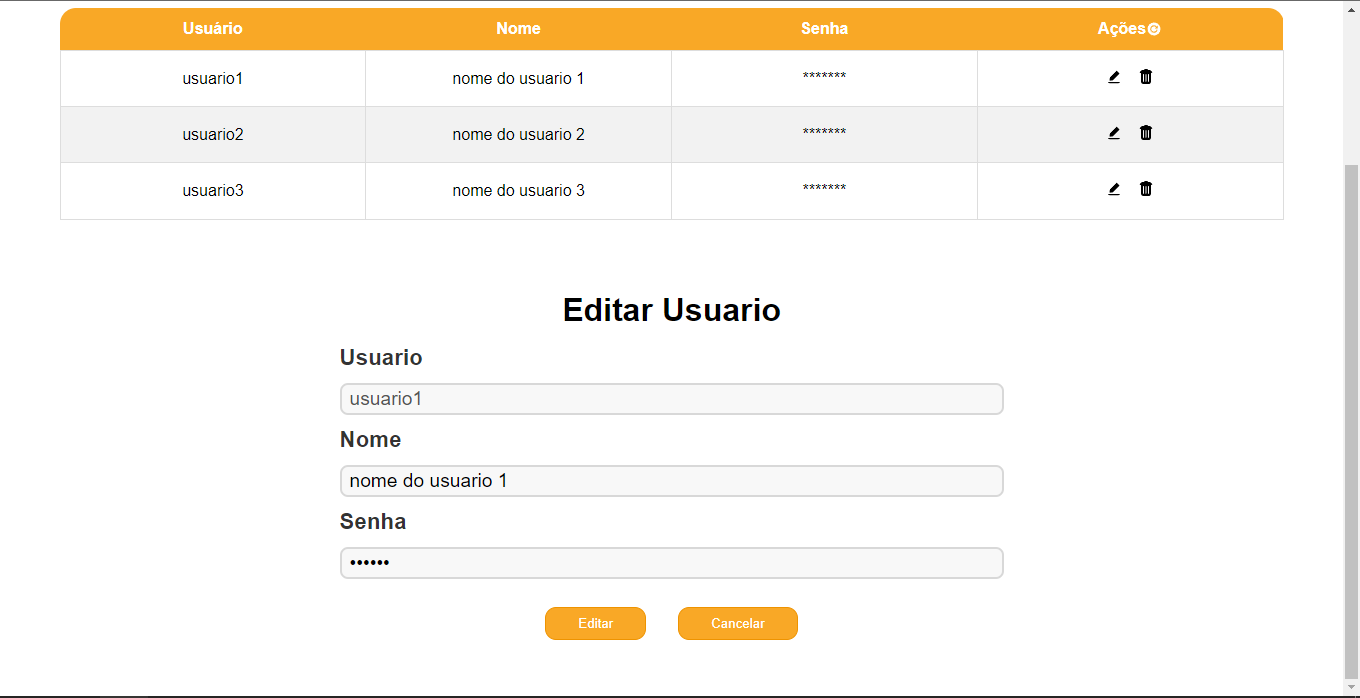 Usuário Nome Senha Ações
usuario1 nome do usuario 1 *******
usuario2 nome do usuario 2 *******
usuario3 nome do usuario 3 *******
Editar Usuario
Usuario
usuario1
Nome
nome do usuario 1
Senha
••••••
Editar Cancelar